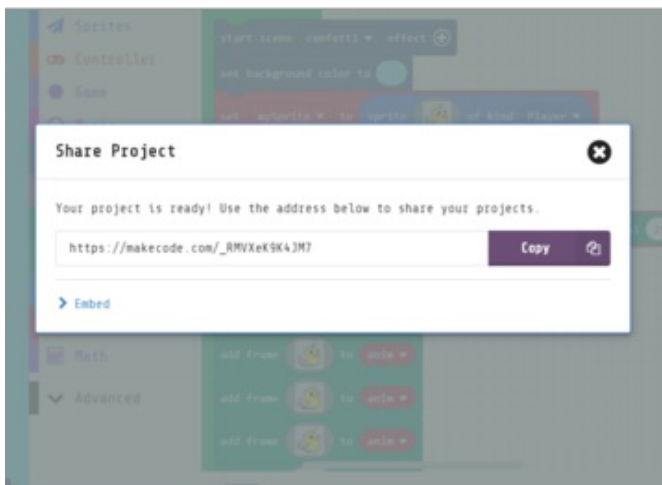 Sprites
Controller
Game
start scene confetti effect
set background color to
set mySprite to sprite of kind Player
Share Project
Your project is ready! Use the address below to share your projects.
https://makecode.com/_RMVXeK9K4JM7
Copy
Embed
Math
Advanced
add frame to anim
add frame to anim
add frame to anim